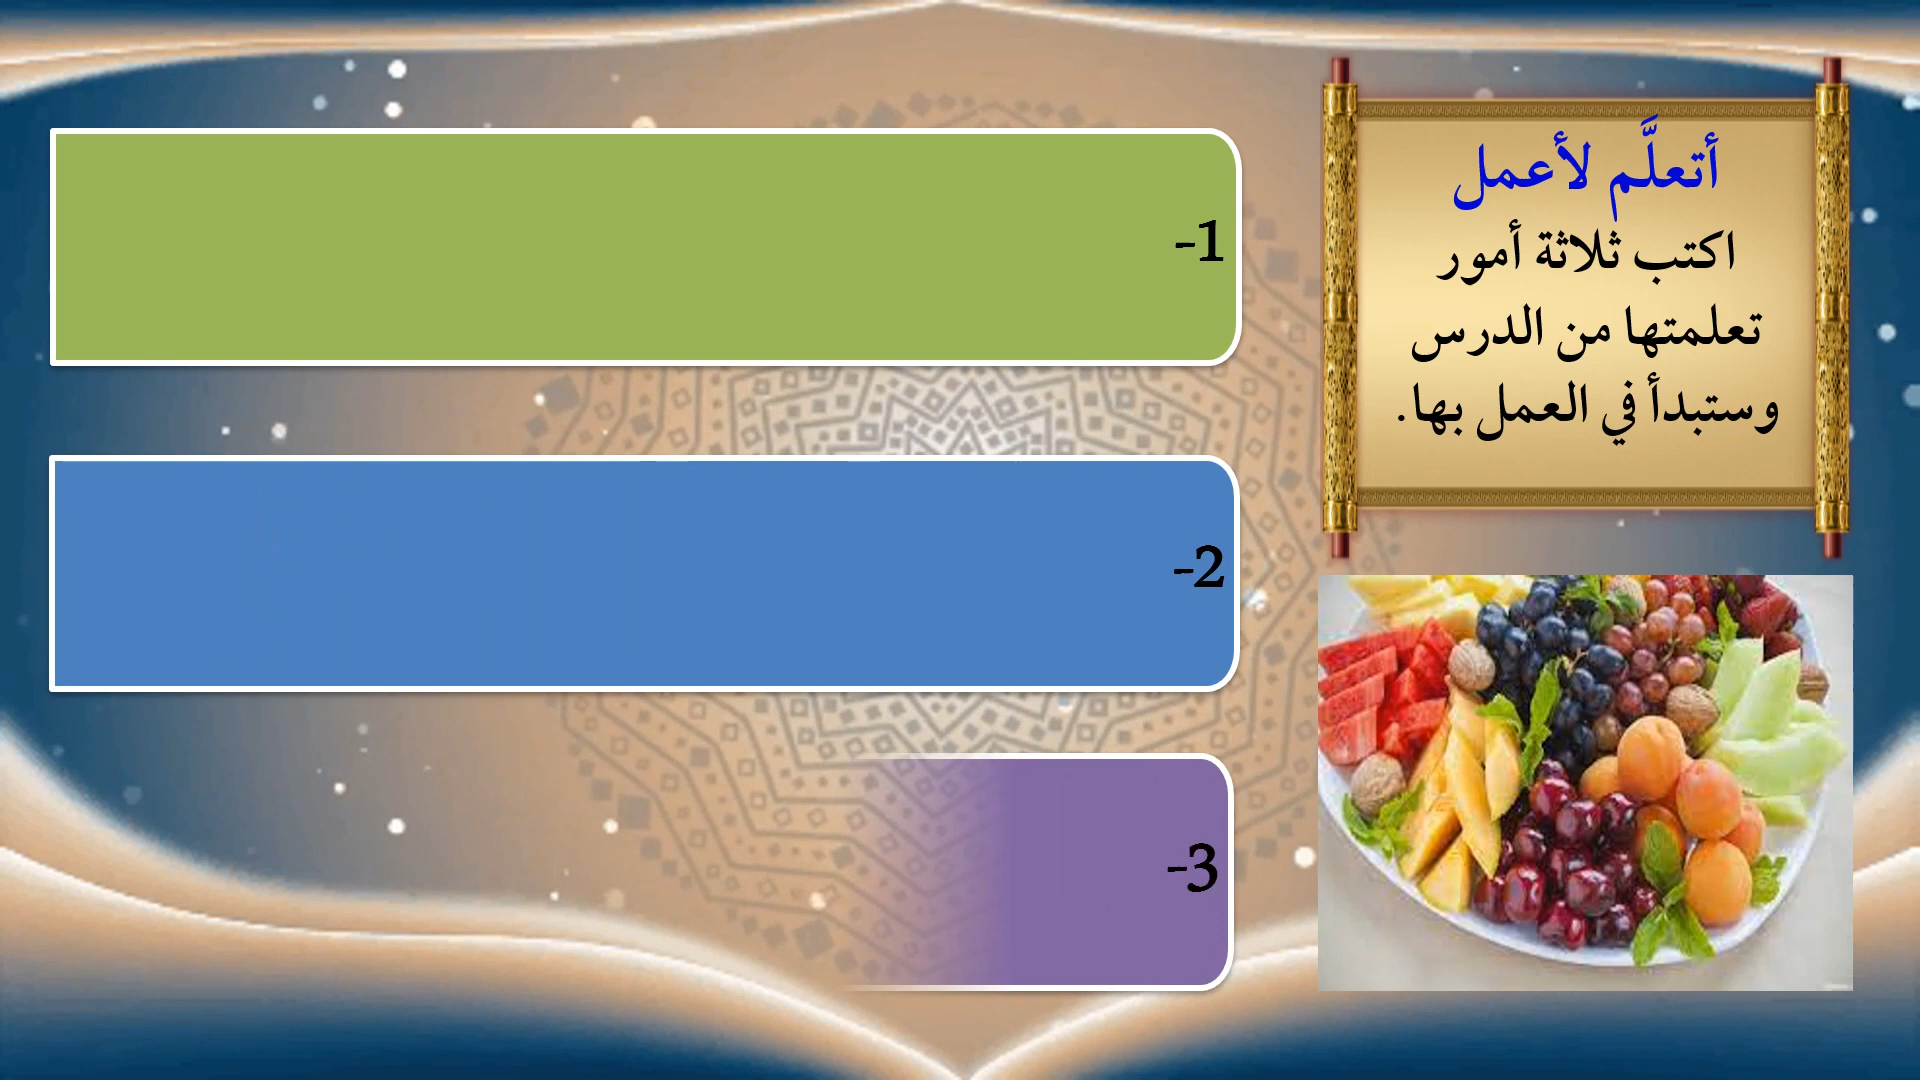 أتعلَّم لأعمل
اكتب ثلاثة أمور
تعلمتها من الدرس
وستبدأ في العمل بها.
1-
2-
3-